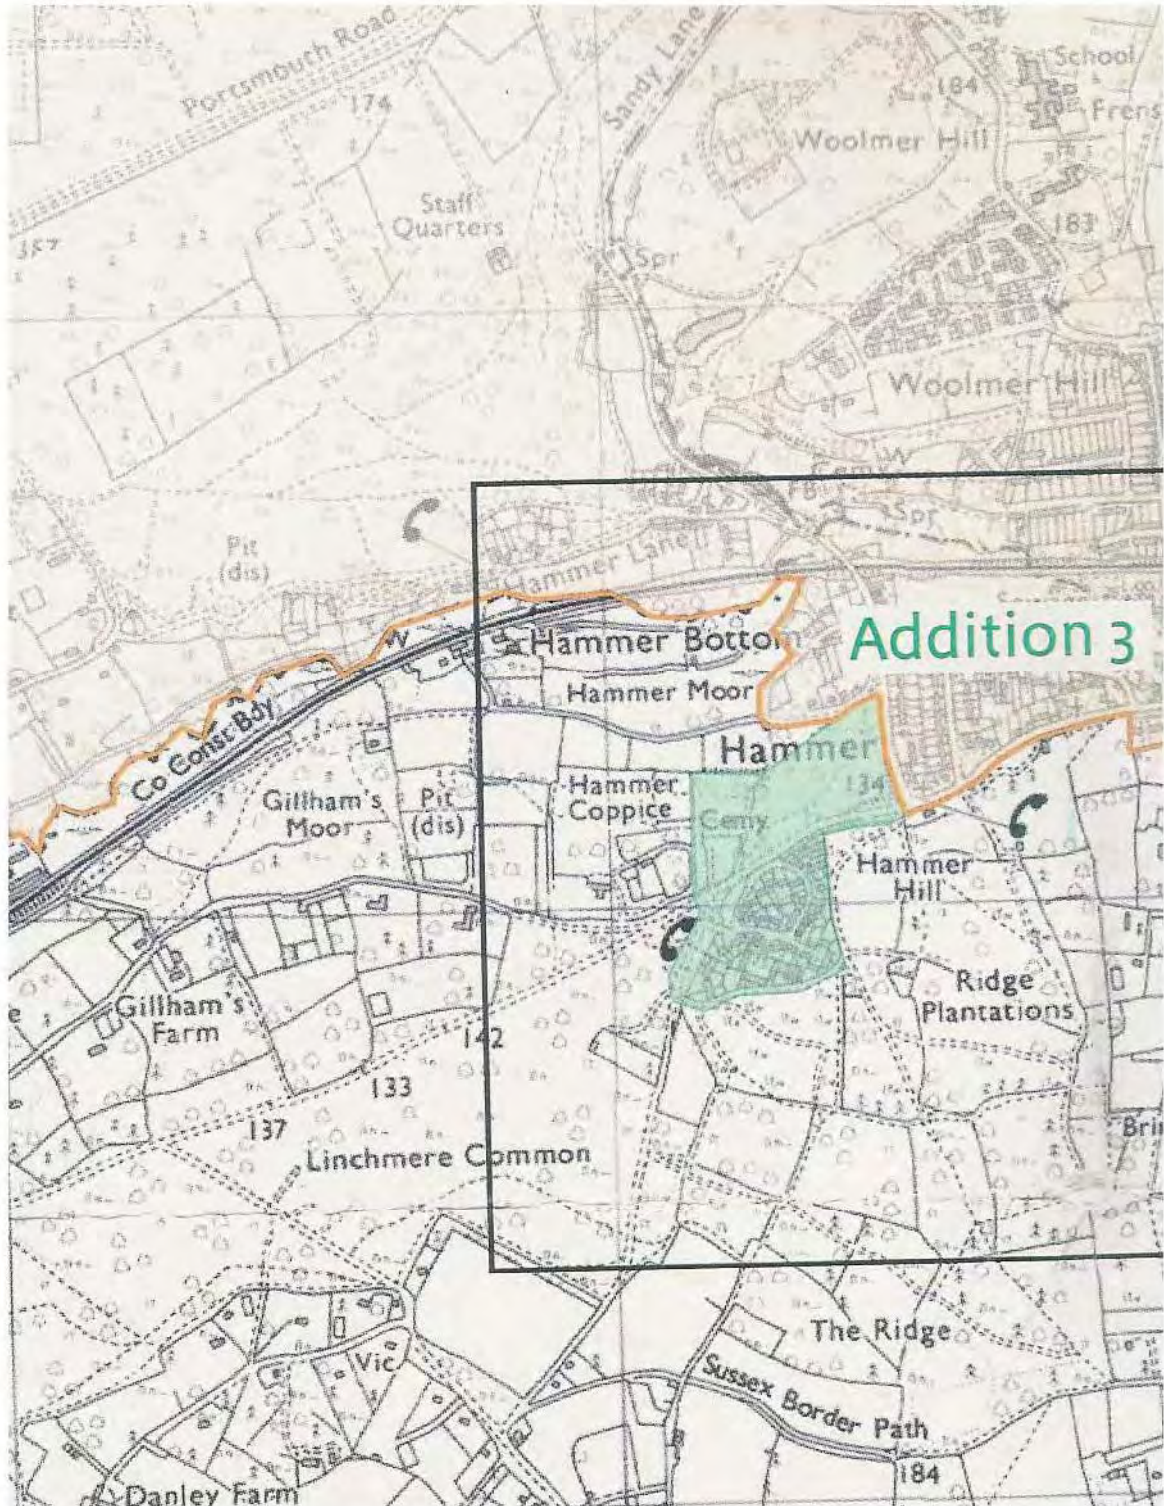 Portsmouth Road
Sandy Lane
School
184
Frens
174
Woolmer Hill
Staff
Quarters
183
Spr
Woolmer Hill
W
Cemy
FB
Spr
Pit
(dis)
Hammer Lane
W
Hammer Bottom
Addition 3
Hammer Moor
Co Const Bdy
Hammer
Gillham's
Moor
Pit
(dis)
Hammer
Coppice
134
Cemy
Hammer
Hill
Gillham's
Farm
Ridge
Plantations
e
142
133
137
Brin
Linchmere Common
The Ridge
Vic
Sussex Border Path
184
Danley Farm